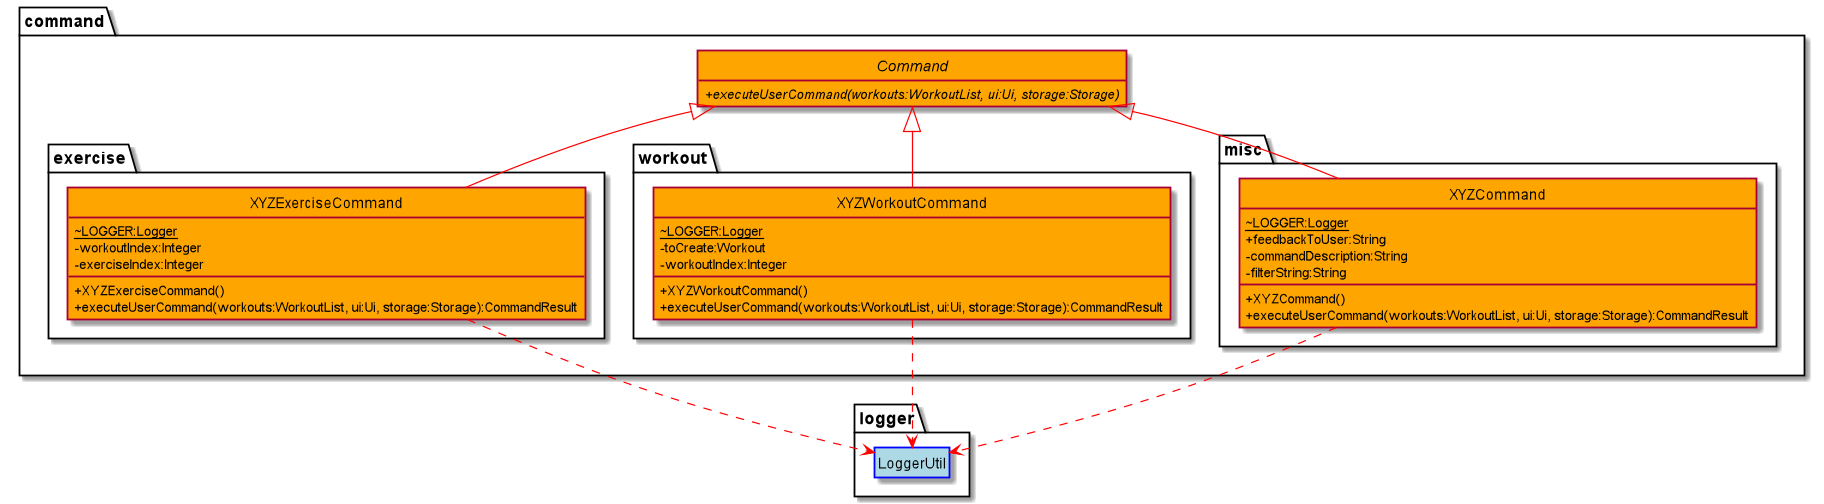 command
Command
+executeUserCommand(workouts:WorkoutList, ui:Ui, storage:Storage)
exercise
XYZExerciseCommand
~LOGGER:Logger
-workoutIndex:Integer
-exerciseIndex:Integer
+XYZExerciseCommand()
+executeUserCommand(workouts:WorkoutList, ui:Ui, storage:Storage):CommandResult
workout
XYZWorkoutCommand
~LOGGER:Logger
-toCreate:Workout
-workoutIndex:Integer
+XYZWorkoutCommand()
+executeUserCommand(workouts:WorkoutList, ui:Ui, storage:Storage):CommandResult
misc
XYZCommand
~LOGGER:Logger
+feedbackToUser:String
-commandDescription:String
-filterString:String
+XYZCommand()
+executeUserCommand(workouts:WorkoutList, ui:Ui, storage:Storage):CommandResult
logger
LoggerUtil